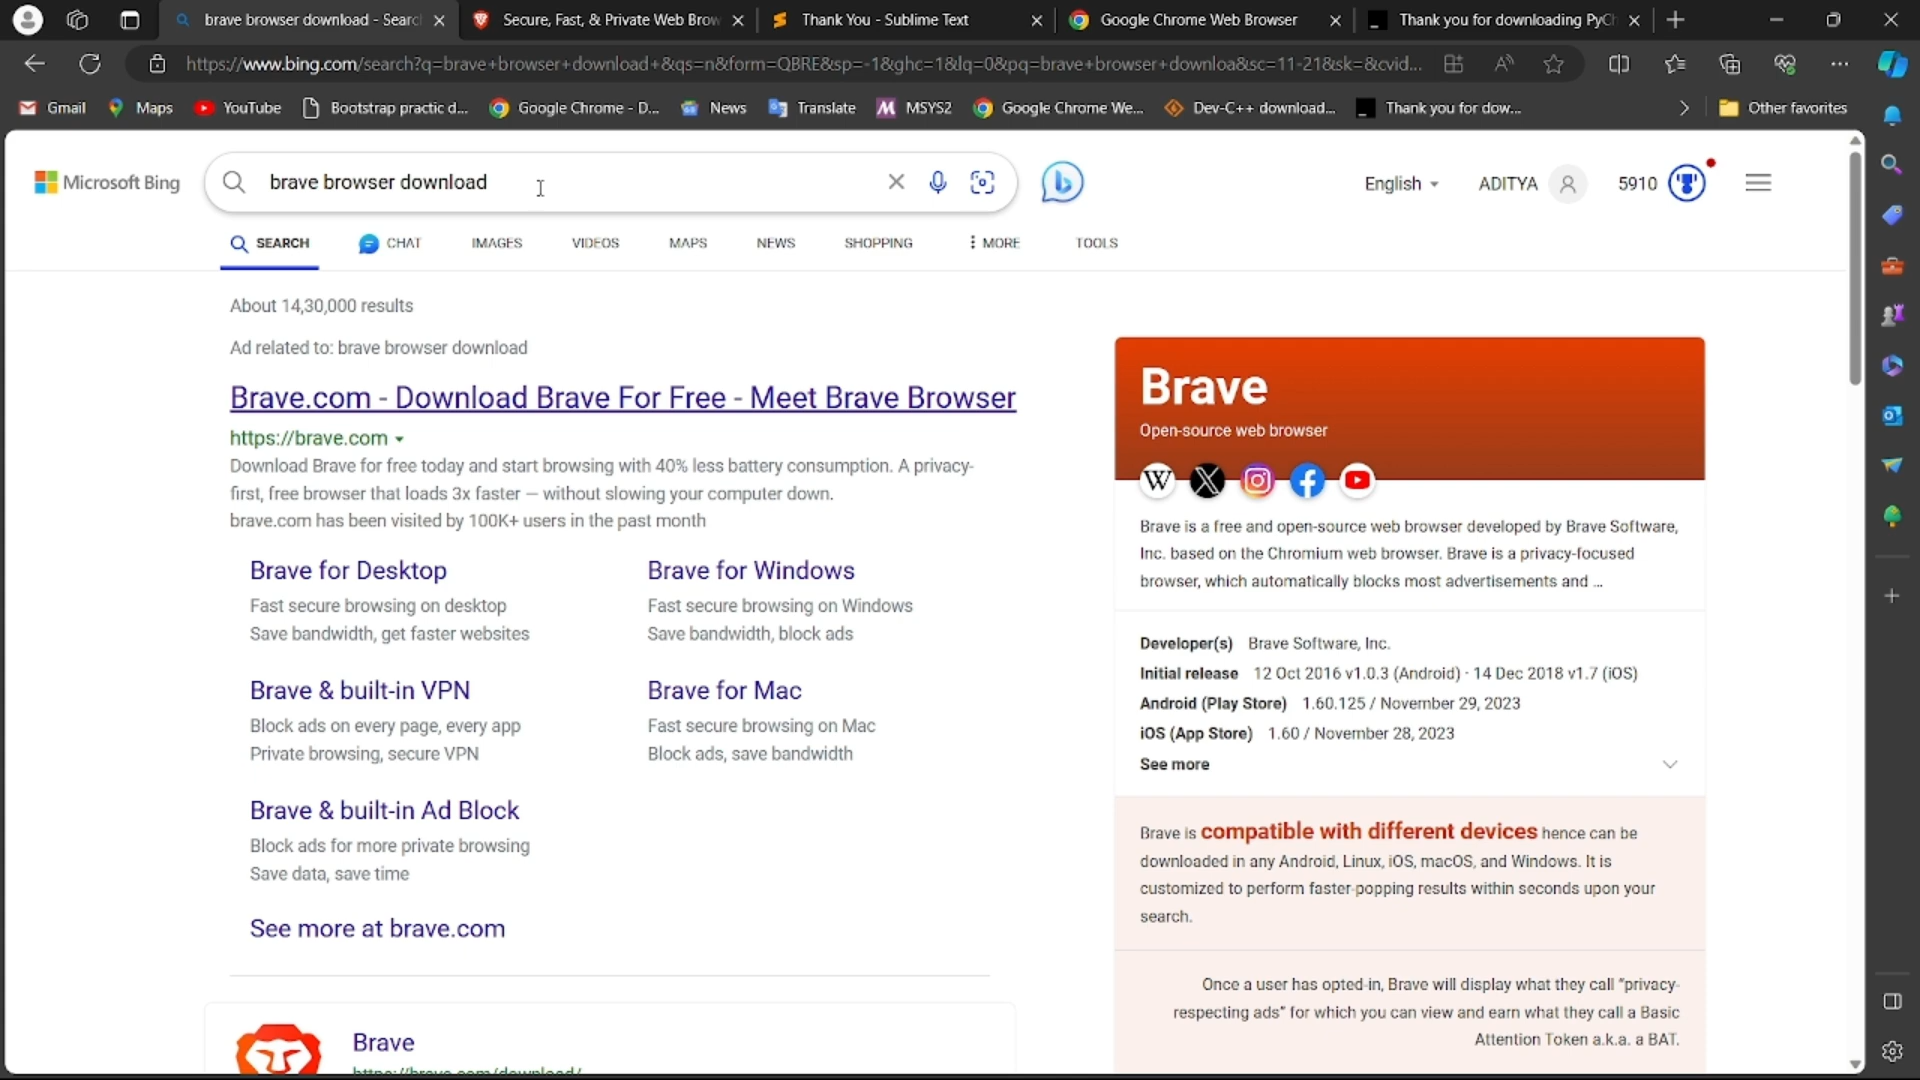 brave browser download - Searc
Secure, Fast, & Private Web Brow
Thank You - Sublime Text
Google Chrome Web Browser
Thank you for downloading PyCh
https://www.bing.com/search?q=brave+browser+download+&qs=n&form=QBRE&sp=-1&ghc=1&lq=0&pq=brave+browser+downloa&sc=11-21&sk=&cvid...
Gmail
Maps
YouTube
Bootstrap practic d...
Google Chrome - D...
News
Translate
MSYS2
Google Chrome We...
Dev-C++ download...
Thank you for dow...
Other favorites
Microsoft Bing
brave browser download
English
ADITYA
5910
SEARCH
CHAT
IMAGES
VIDEOS
MAPS
NEWS
SHOPPING
MORE
TOOLS
About 14,30,000 results
Ad related to: brave browser download
Brave.com - Download Brave For Free - Meet Brave Browser
https://brave.com
Download Brave for free today and start browsing with 40% less battery consumption. A privacy-
first, free browser that loads 3x faster — without slowing your computer down.
brave.com has been visited by 100K+ users in the past month
Brave for Desktop
Fast secure browsing on desktop
Save bandwidth, get faster websites
Brave for Windows
Fast secure browsing on Windows
Save bandwidth, block ads
Brave & built-in VPN
Block ads on every page, every app
Private browsing, secure VPN
Brave for Mac
Fast secure browsing on Mac
Block ads, save bandwidth
Brave & built-in Ad Block
Block ads for more private browsing
Save data, save time
See more at brave.com
Brave
https://brave.com/download/
Brave
Open-source web browser
W
Brave is a free and open-source web browser developed by Brave Software,
Inc. based on the Chromium web browser. Brave is a privacy-focused
browser, which automatically blocks most advertisements and ...
Developer(s) Brave Software, Inc.
Initial release 12 Oct 2016 v1.0.3 (Android) · 14 Dec 2018 v1.7 (iOS)
Android (Play Store) 1.60.125 / November 29, 2023
iOS (App Store) 1.60 / November 28, 2023
See more
Brave is compatible with different devices hence can be
downloaded in any Android, Linux, iOS, macOS, and Windows. It is
customized to perform faster-popping results within seconds upon your
search.
Once a user has opted-in, Brave will display what they call "privacy-
respecting ads" for which you can view and earn what they call a Basic
Attention Token a.k.a. a BAT.